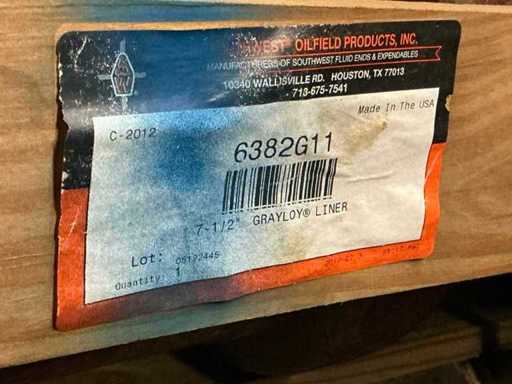 WEST OILFIELD PRODUCTS, INC.
MANUFACTURERS OF SOUTHWEST FLUID ENDS & EXPENDABLES
10340 WALLISVILLE RD. HOUSTON, TX 77013
713-675-7541
C-2012
Made In The USA
6382G11
7-1/2" GRAYLOY® LINER
Lot: 05122445
Quantity: 1